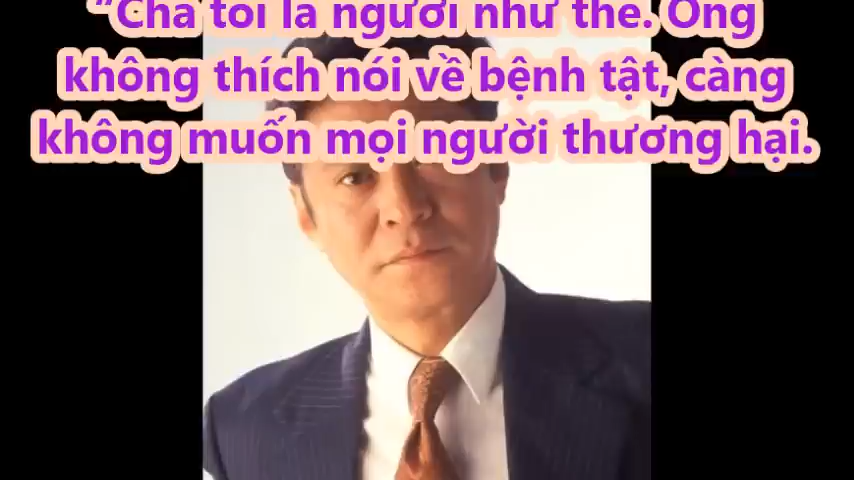 “Cha tôi là người như thế. Ông
không thích nói về bệnh tật, càng
không muốn mọi người thương hại.